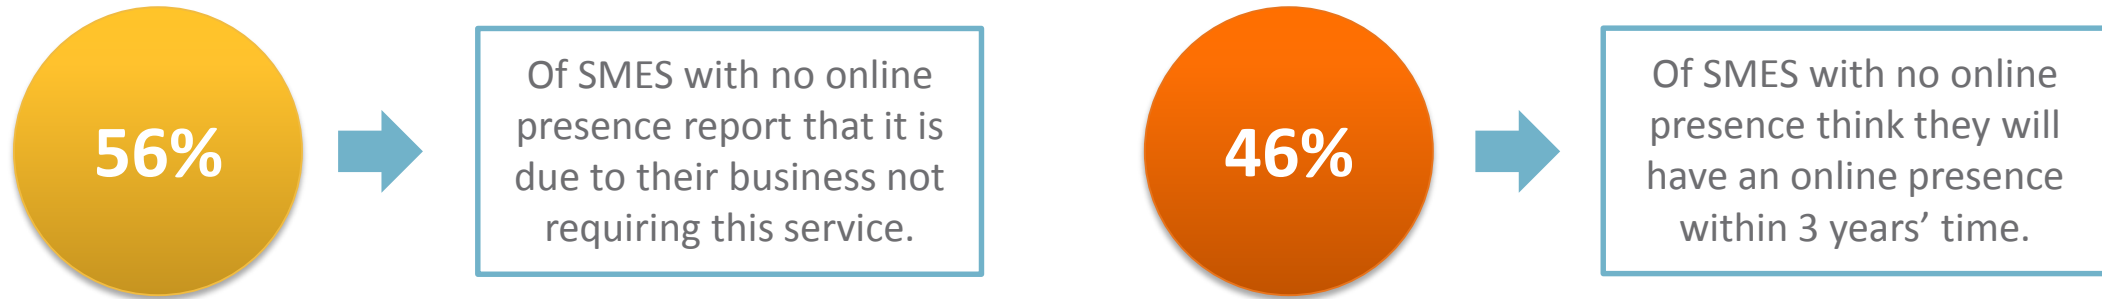 56%
Of SMES with no online
presence report that it is
due to their business not
requiring this service.
46%
Of SMES with no online
presence think they will
have an online presence
within 3 years’ time.